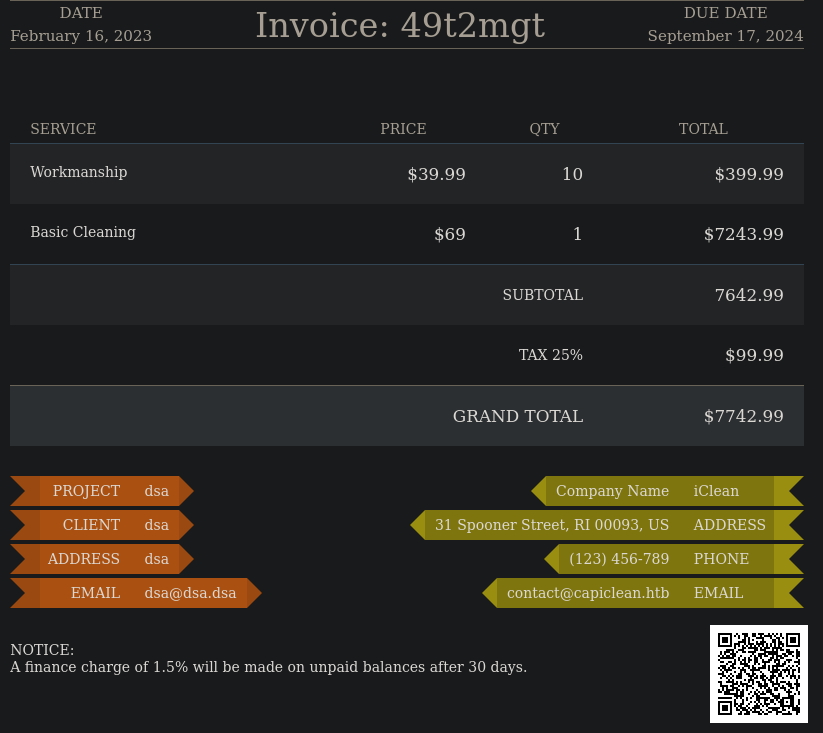 DATE
February 16, 2023
Invoice: 49t2mgt
DUE DATE
September 17, 2024
SERVICE PRICE QTY TOTAL
Workmanship $39.99 10 $399.99
Basic Cleaning $69 1 $7243.99
SUBTOTAL 7642.99
TAX 25% $99.99
GRAND TOTAL $7742.99
PROJECT dsa
CLIENT dsa
ADDRESS dsa
EMAIL dsa@dsa.dsa
Company Name iClean
31 Spooner Street, RI 00093, US ADDRESS
(123) 456-789 PHONE
contact@capiclean.htb EMAIL
NOTICE:
A finance charge of 1.5% will be made on unpaid balances after 30 days.